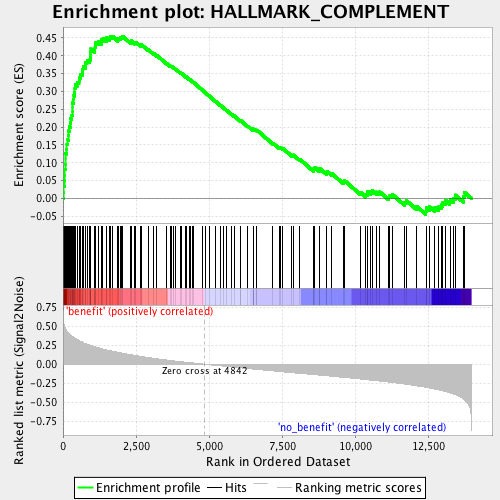 Enrichment plot: HALLMARK_COMPLEMENT
Enrichment score (ES)
0.45
0.40
0.35
0.30
0.25
0.20
0.15
0.10
0.05
0.00
-0.05
'benefit' (positively correlated)
Ranked list metric (Signal2Noise)
0.75
0.50
0.25
0.00
-0.25
-0.50
-0.75
Zero cross at 4842
'no_benefit' (negatively correlated)
0
2,500
5,000
7,500
10,000
12,500
Rank in Ordered Dataset
Enrichment profile
Hits
Ranking metric scores